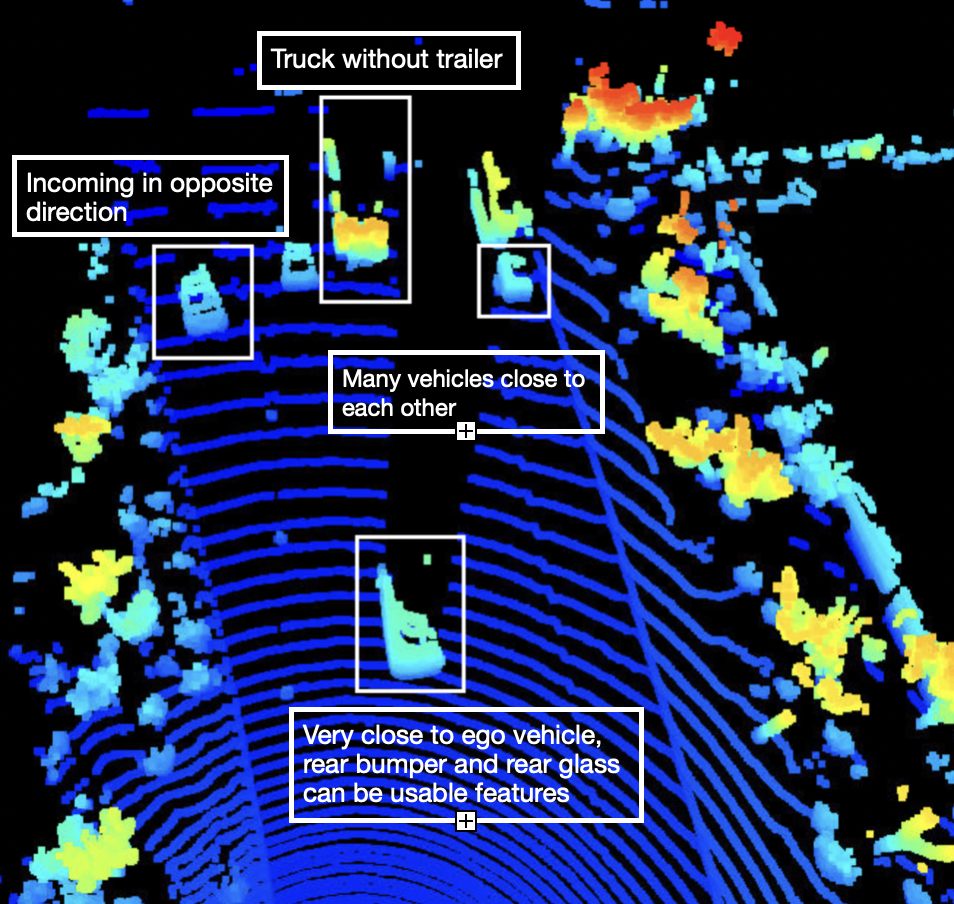 Truck without trailer
Incoming in opposite
direction
Many vehicles close to
each other
Very close to ego vehicle,
rear bumper and rear glass
can be usable features